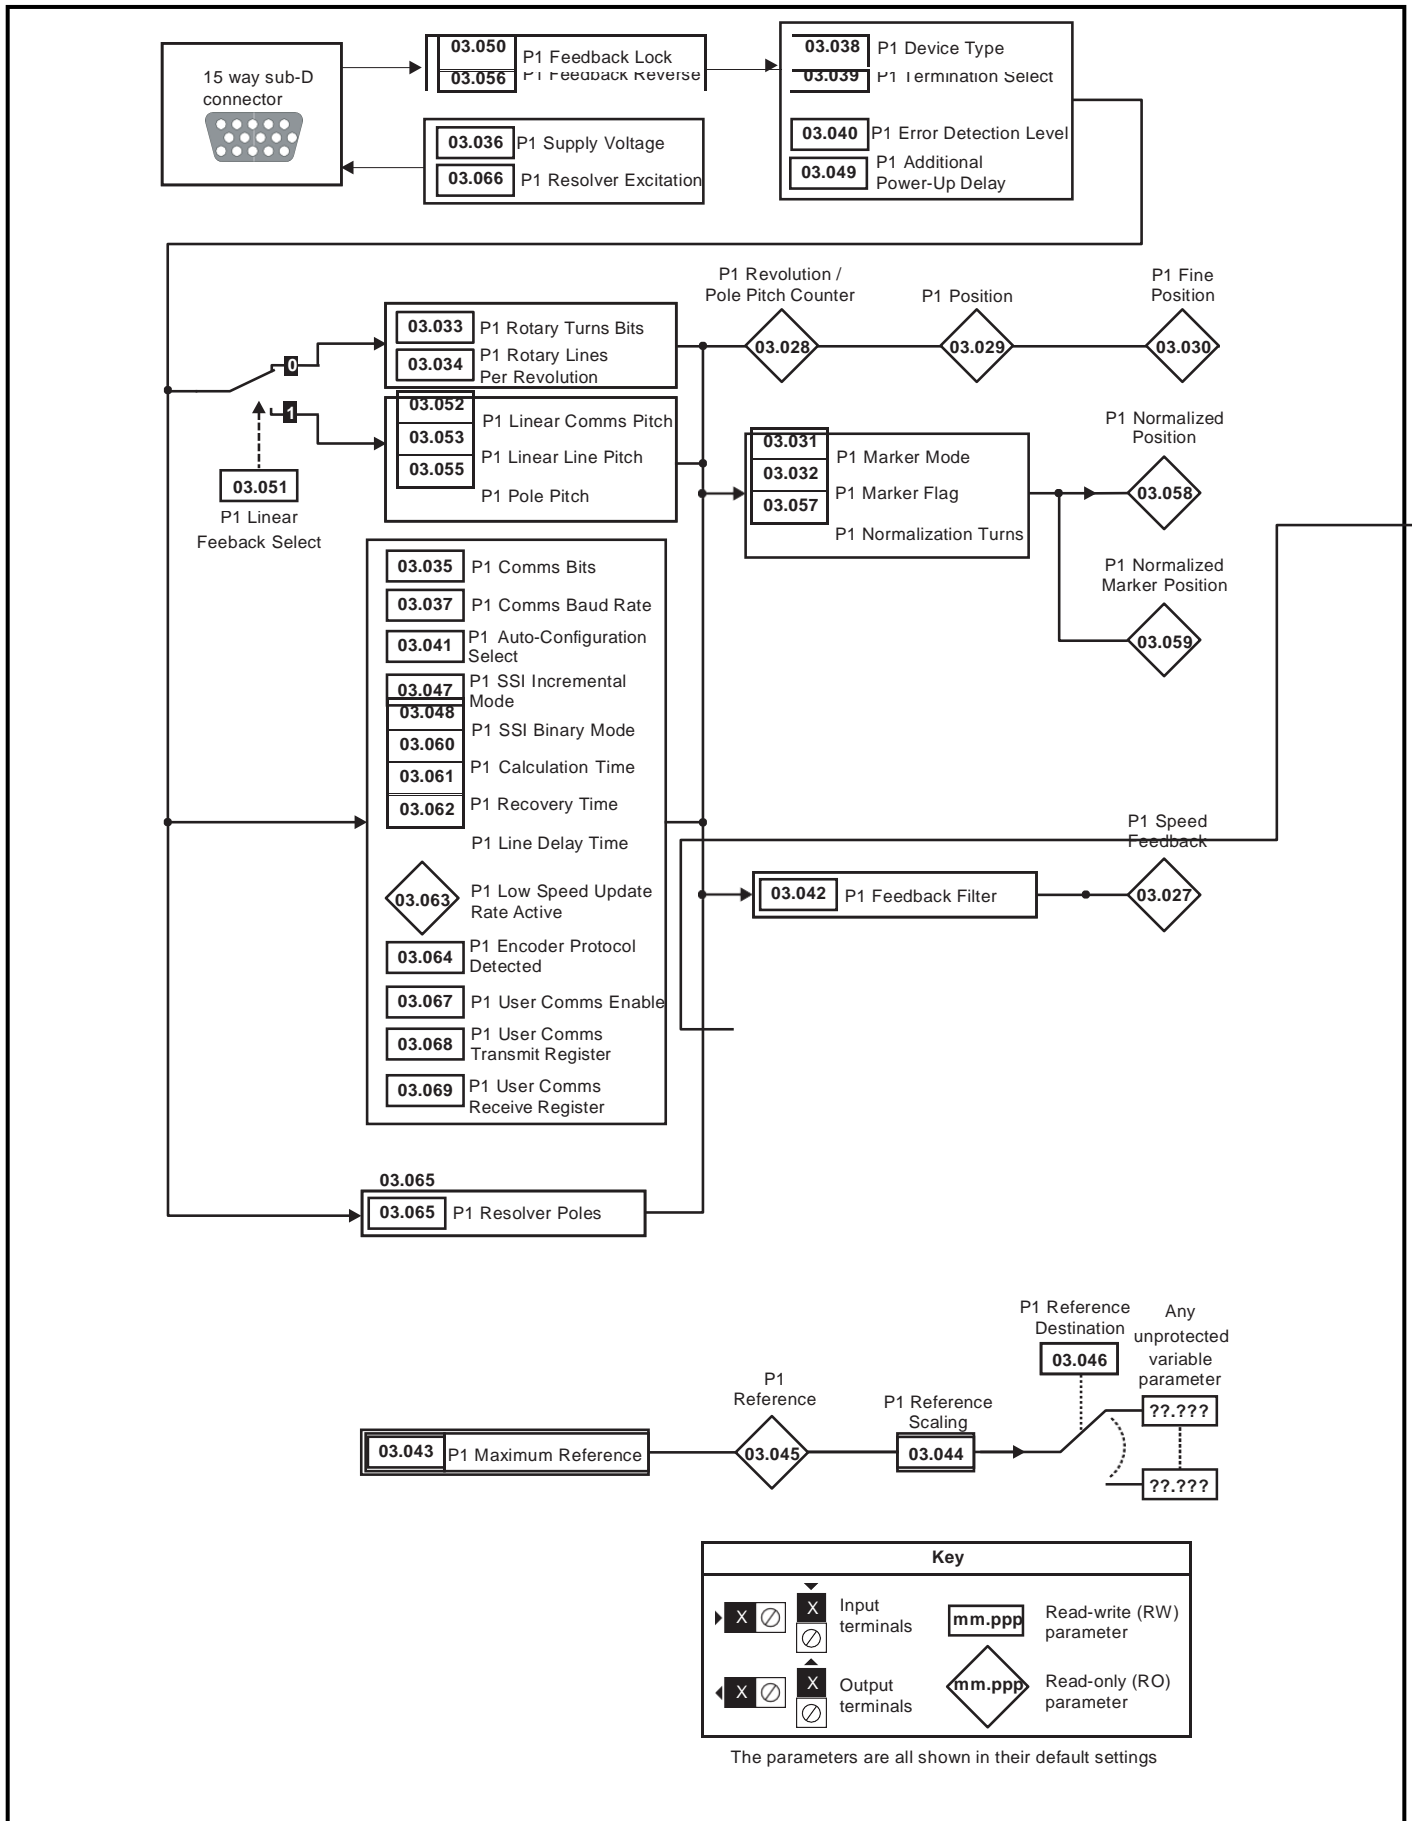 15 way sub-D
connector
03.050
P1 Feedback Lock
03.056
P1 Feedback Reverse
03.036
P1 Supply Voltage
03.066
P1 Resolver Excitation
03.038
P1 Device Type
03.039
P1 Termination Select
03.040
P1 Error Detection Level
03.049
P1 Additional
Power-Up Delay
P1 Revolution /
Pole Pitch Counter
03.028
P1 Position
03.029
P1 Fine
Position
03.030
0
1
03.051
P1 Linear
Feeback Select
03.033
P1 Rotary Turns Bits
03.034
P1 Rotary Lines
Per Revolution
03.052
P1 Linear Comms Pitch
03.053
P1 Linear Line Pitch
03.055
P1 Pole Pitch
03.031
P1 Marker Mode
03.032
P1 Marker Flag
03.057
P1 Normalization Turns
P1 Normalized
Position
03.058
P1 Normalized
Marker Position
03.059
03.035
P1 Comms Bits
03.037
P1 Comms Baud Rate
03.041
P1 Auto-Configuration
Select
03.047
P1 SSI Incremental
Mode
03.048
P1 SSI Binary Mode
03.060
P1 Calculation Time
03.061
P1 Recovery Time
03.062
P1 Line Delay Time
03.063
P1 Low Speed Update
Rate Active
03.064
P1 Encoder Protocol
Detected
03.067
P1 User Comms Enable
03.068
P1 User Comms
Transmit Register
03.069
P1 User Comms
Receive Register
03.042
P1 Feedback Filter
P1 Speed
Feedback
03.027
03.065
03.065
P1 Resolver Poles
03.043
P1 Maximum Reference
P1
Reference
03.045
P1 Reference
Scaling
03.044
P1 Reference
Destination
03.046
Any
unprotected
variable
parameter
??.???
??.???
Key
X
X
Input
terminals
mm.ppp
Read-write (RW)
parameter
X
X
Output
terminals
mm.ppp
Read-only (RO)
parameter
The parameters are all shown in their default settings